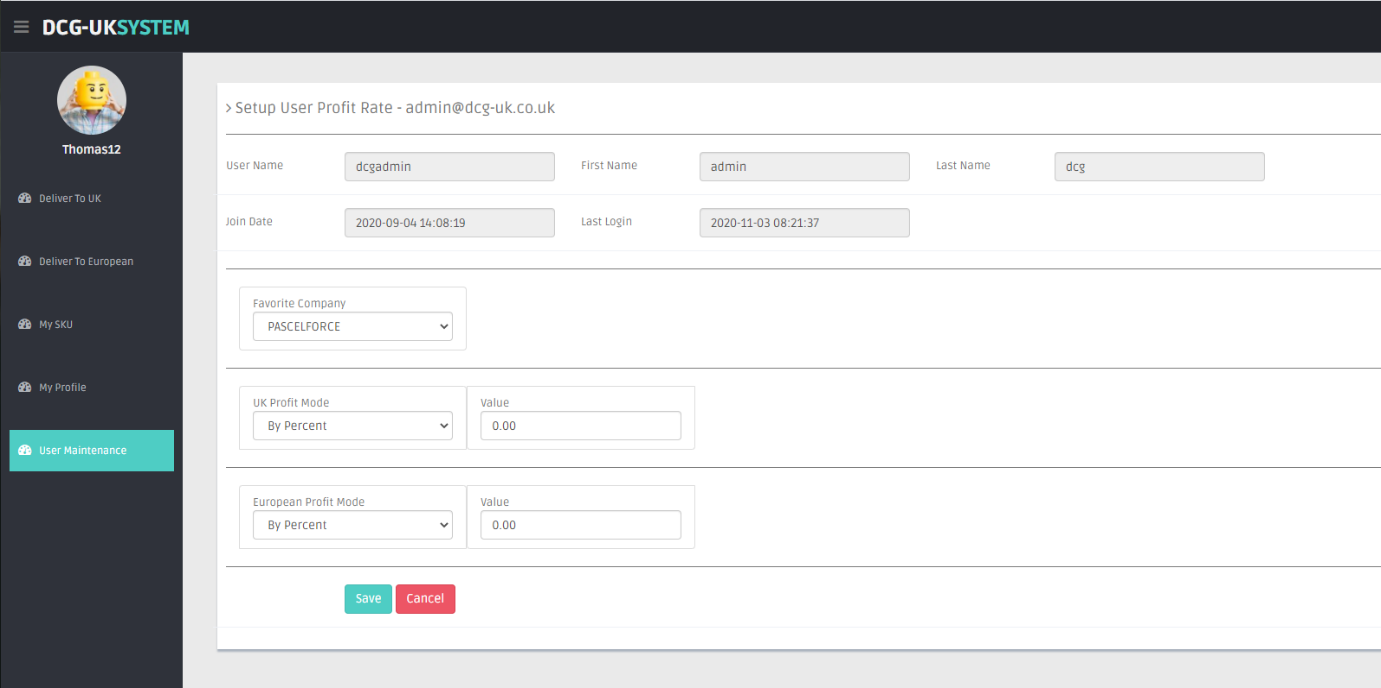 DCG-UKSYSTEM
Thomas12
Deliver To UK
Deliver To European
My SKU
My Profile
User Maintenance
> Setup User Profit Rate - admin@dcg-uk.co.uk
User Name dcgadmin First Name admin Last Name dcg
Join Date 2020-09-04 14:08:19 Last Login 2020-11-03 08:21:37
Favorite Company
PASCELFORCE
UK Profit Mode Value
By Percent 0.00
European Profit Mode Value
By Percent 0.00
Save Cancel